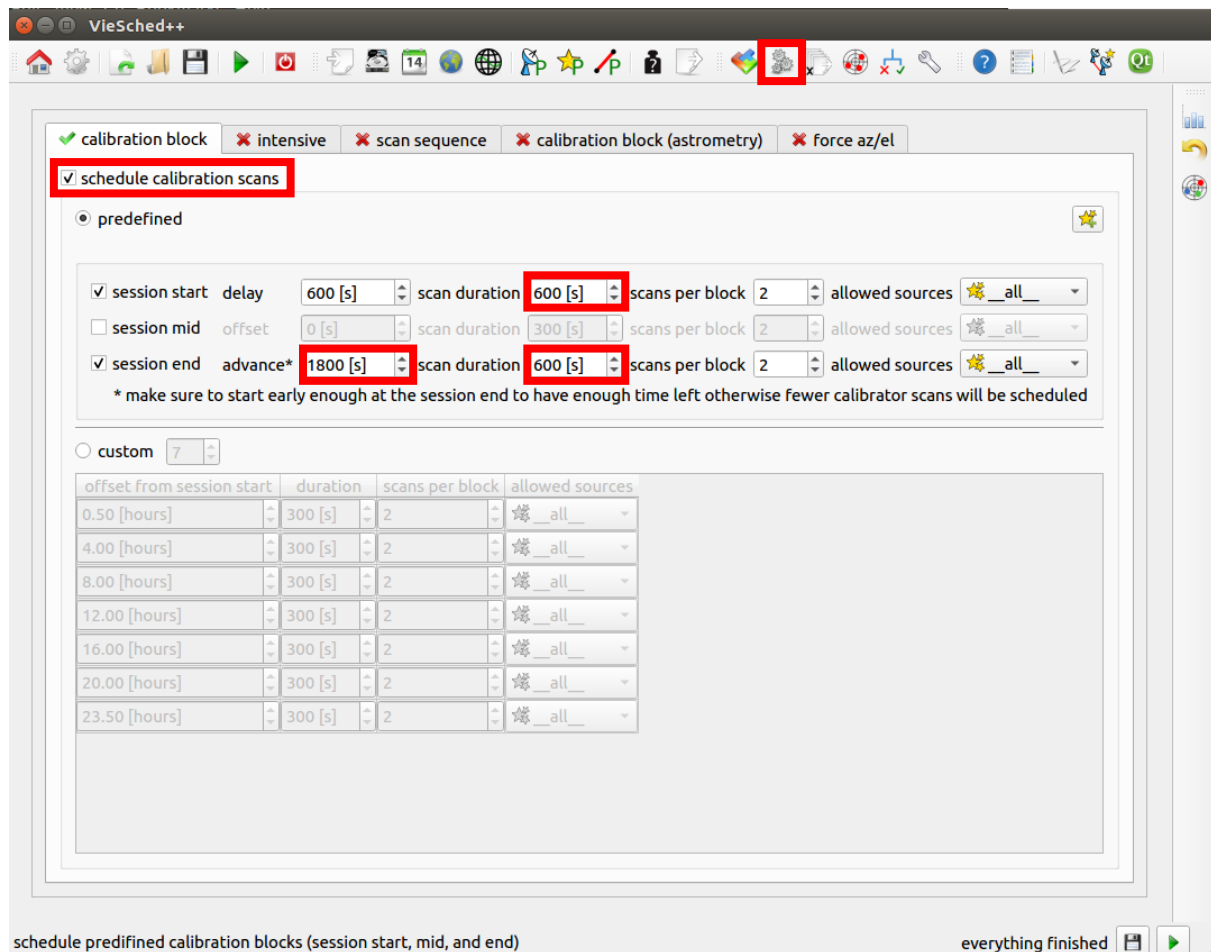 VieSched++
14 P P P ? x x ? Qt
calibration block intensive scan sequence calibration block (astrometry) force az/el
schedule calibration scans
predefined
session start delay 600 [s] scan duration 600 [s] scans per block 2 allowed sources __all__
session mid offset 0 [s] scan duration 300 [s] scans per block 2 allowed sources __all__
session end advance* 1800 [s] scan duration 600 [s] scans per block 2 allowed sources __all__
* make sure to start early enough at the session end to have enough time left otherwise fewer calibrator scans will be scheduled
custom 7
offset from session start duration scans per block allowed sources
0.50 [hours] 300 [s] 2 __all__
4.00 [hours] 300 [s] 2 __all__
8.00 [hours] 300 [s] 2 __all__
12.00 [hours] 300 [s] 2 __all__
16.00 [hours] 300 [s] 2 __all__
20.00 [hours] 300 [s] 2 __all__
23.50 [hours] 300 [s] 2 __all__
schedule predifined calibration blocks (session start, mid, and end) everything finished